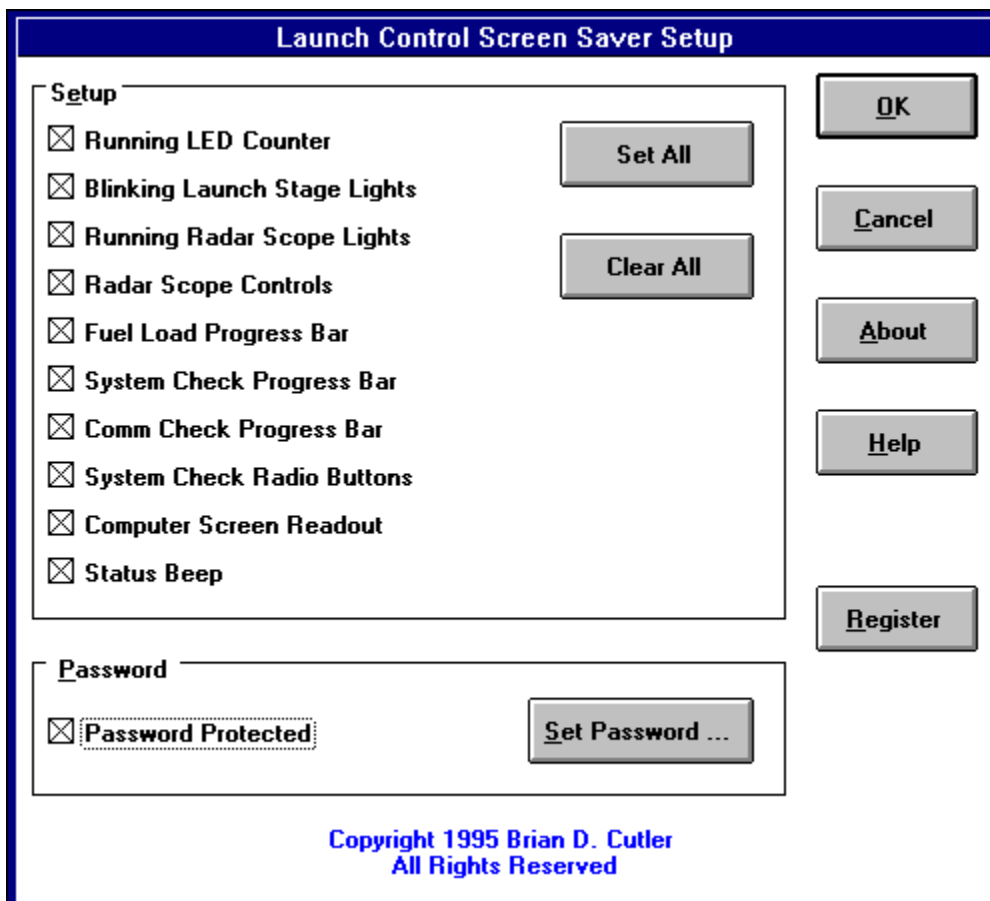 Launch Control Screen Saver Setup
Setup
Running LED Counter
Blinking Launch Stage Lights
Running Radar Scope Lights
Radar Scope Controls
Fuel Load Progress Bar
System Check Progress Bar
Comm Check Progress Bar
System Check Radio Buttons
Computer Screen Readout
Status Beep
Set All
Clear All
OK
Cancel
About
Help
Register
Password
Password Protected
Set Password ...
Copyright 1995 Brian D. Cutler
All Rights Reserved